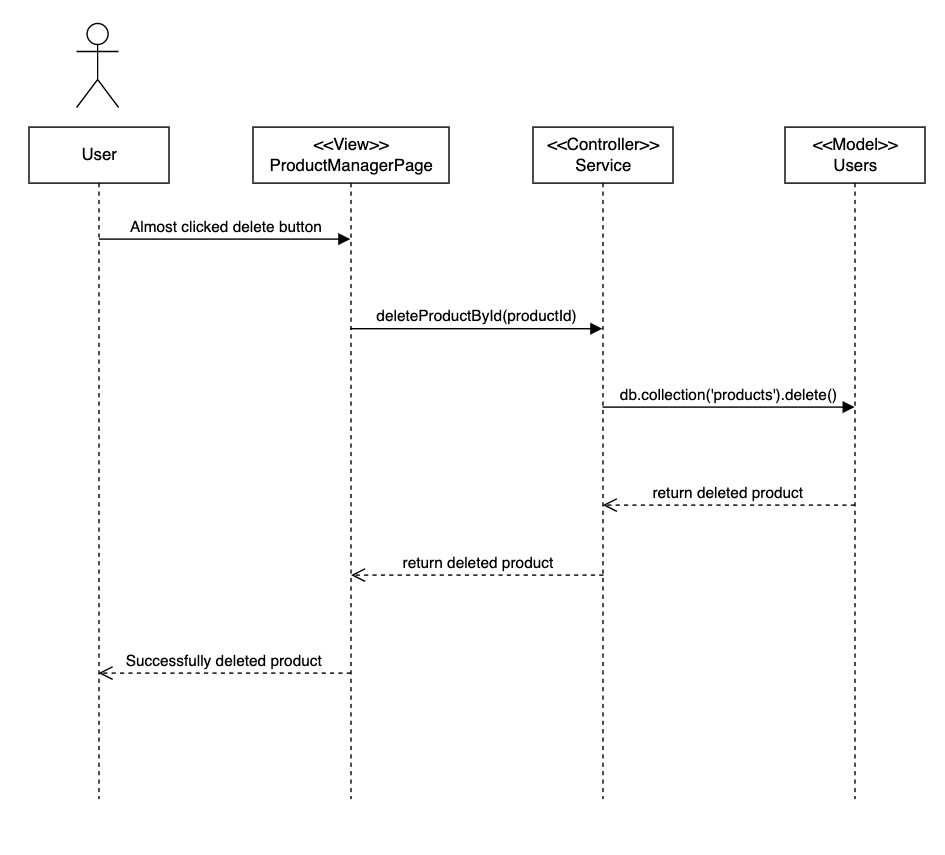 User
<<View>>
ProductManagerPage
<<Controller>>
Service
<<Model>>
Users
Almost clicked delete button
deleteProductById(productId)
db.collection('products').delete()
return deleted product
return deleted product
Successfully deleted product